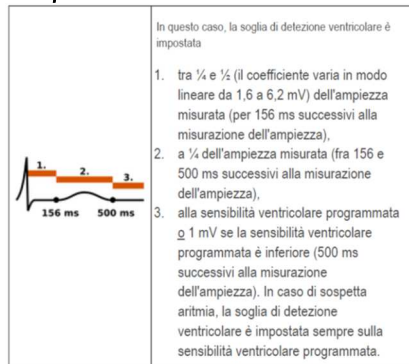 In questo caso, la soglia di detezione ventricolare è
impostata
1. tra ¼ e ½ (il coefficiente varia in modo
lineare da 1,6 a 6,2 mV) dell'ampiezza
misurata (per 156 ms successivi alla
misurazione dell'ampiezza),
2. a ¼ dell'ampiezza misurata (fra 156 e
500 ms successivi alla misurazione
dell'ampiezza),
3. alla sensibilità ventricolare programmata
o 1 mV se la sensibilità ventricolare
programmata è inferiore (500 ms
successivi alla misurazione
dell'ampiezza). In caso di sospetta
aritmia, la soglia di detezione
ventricolare è impostata sempre sulla
sensibilità ventricolare programmata.
1.
2.
3.
156 ms 500 ms